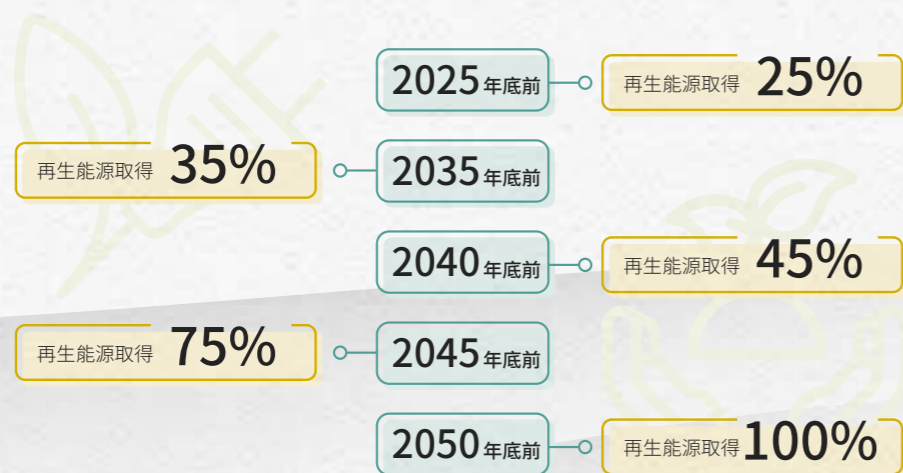 2025年底前
再生能源取得 25%
2035年底前
再生能源取得 35%
2040年底前
再生能源取得 45%
2045年底前
再生能源取得 75%
2050年底前
再生能源取得 100%